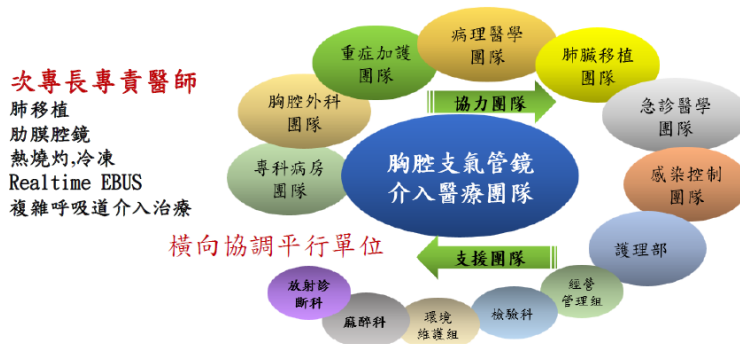 次專長專責醫師
肺移植
肋膜腔鏡
熱燒灼,冷凍
Realtime EBUS
複雜呼吸道介入治療
橫向協調平行單位
專科病房
團隊
胸腔外科
團隊
重症加護
團隊
病理醫學
團隊
肺臟移植
團隊
急診醫學
團隊
感染控制
團隊
護理部
協力團隊
胸腔支氣管鏡
介入醫療團隊
支援團隊
經營
管理組
檢驗科
環境
維護組
麻醉科
放射診
斷科